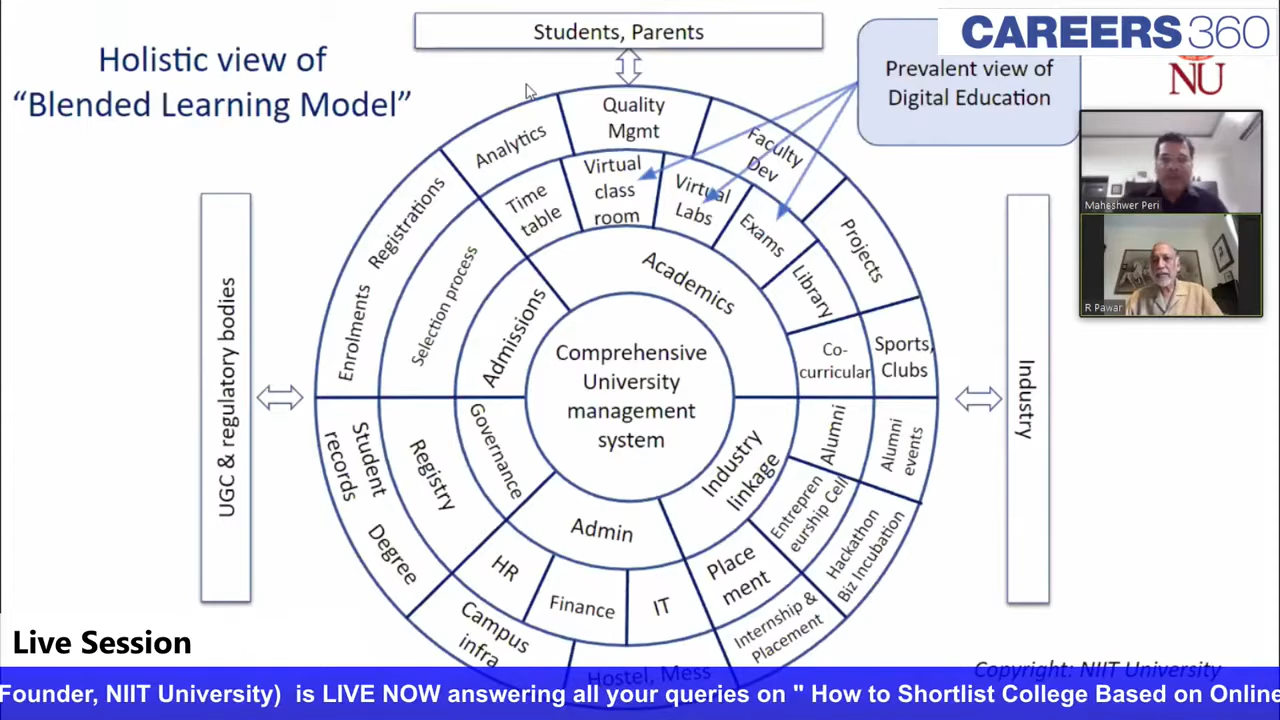 Holistic view of
“Blended Learning Model”
Students, Parents
CAREERS360
Prevalent view of
Digital Education
NU
Maheshwer Peri
R Pawar
UGC & regulatory bodies
Industry
Analytics
Quality
Mgmt
Faculty
Dev
Projects
Sports,
Clubs
Alumni
events
Hackathon
Biz Incubation
Internship &
Placement
Hostel, Mess
Campus
infra
Student
records
Degree
Enrolments
Registrations
Time
table
Virtual
class
room
Virtual
Labs
Exams
Library
Co-
curricular
Alumni
Entrepren
eurship Cell
Place
ment
IT
Finance
HR
Registry
Selection process
Academics
Industry
linkage
Admin
Governance
Admissions
Comprehensive
University
management
system
Live Session
Copyright: NIIT University
Founder, NIIT University) is LIVE NOW answering all your queries on " How to Shortlist College Based on Online